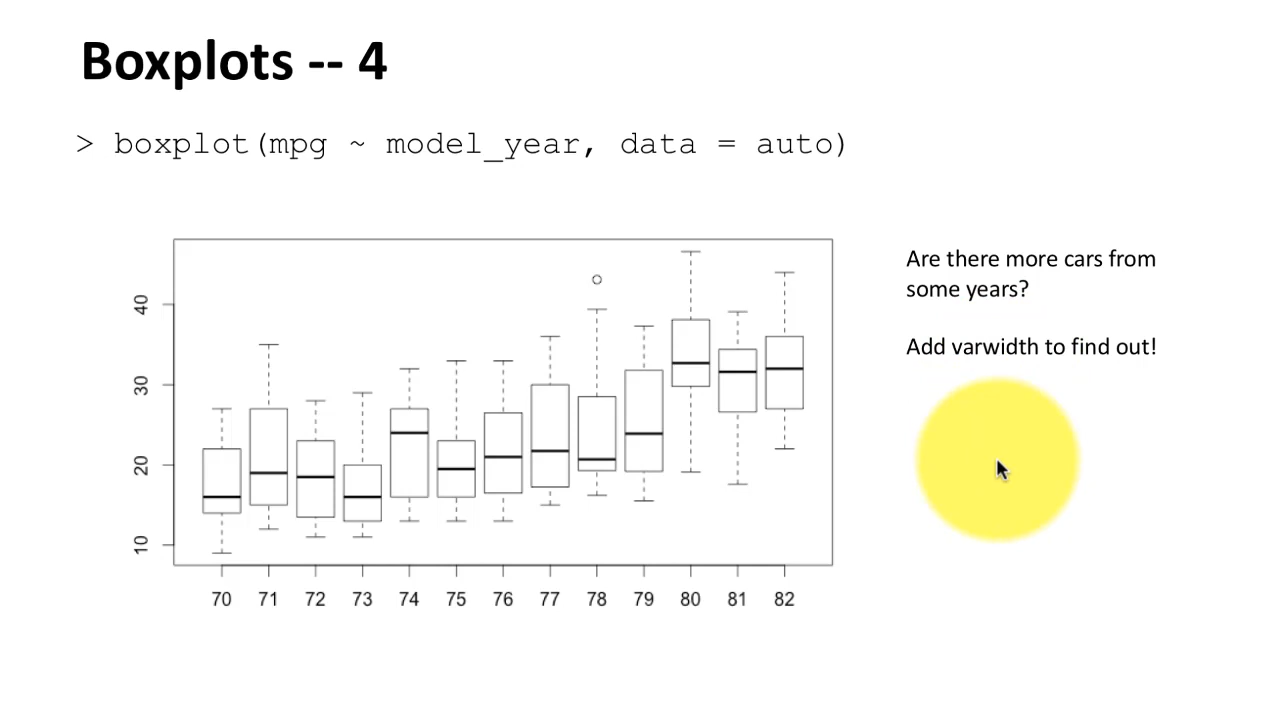 Boxplots -- 4
> boxplot(mpg ~ model_year, data = auto)
Are there more cars from
some years?
Add varwidth to find out!
40
30
20
10
70 71 72 73 74 75 76 77 78 79 80 81 82